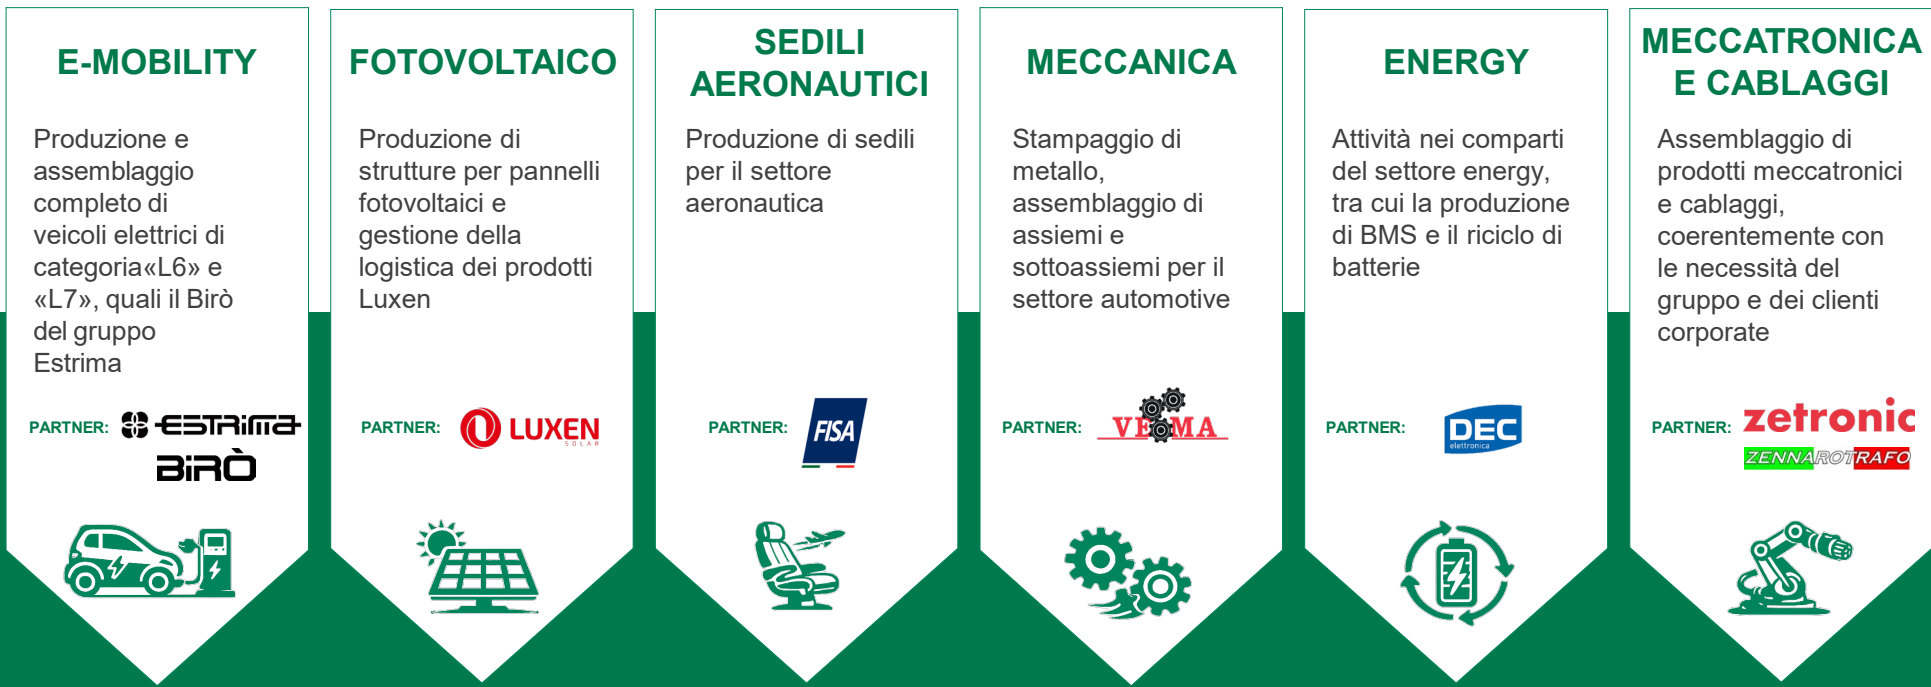 E-MOBILITY
Produzione e
assemblaggio
completo di
veicoli elettrici di
categoria«L6» e
«L7», quali il Birò
del gruppo
Estrima
PARTNER:
ESTRIMA
BIRÒ
FOTOVOLTAICO
Produzione di
strutture per pannelli
fotovoltaici e
gestione della
logistica dei prodotti
Luxen
PARTNER:
LUXEN
SOLAR
SEDILI
AERONAUTICI
Produzione di sedili
per il settore
aeronautica
PARTNER:
FISA
MECCANICA
Stampaggio di
metallo,
assemblaggio di
assiemi e
sottoassiemi per il
settore automotive
PARTNER:
VEGMA
ENERGY
Attività nei comparti
del settore energy,
tra cui la produzione
di BMS e il riciclo di
batterie
PARTNER:
DEC
elettronica
MECCATRONICA
E CABLAGGI
Assemblaggio di
prodotti meccatronici
e cablaggi,
coerentemente con
le necessità del
gruppo e dei clienti
corporate
PARTNER:
zetronic
ZENNAROTRAFO